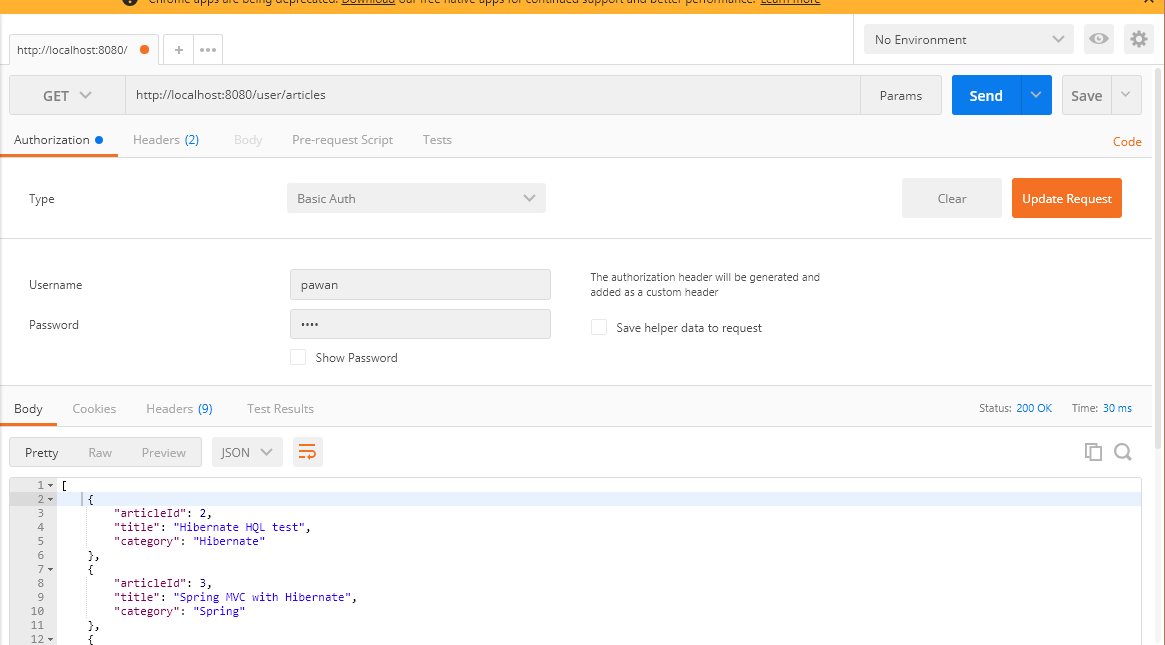 Chrome apps are being deprecated. Download our free native apps for continued support and better performance. Learn more
http://localhost:8080/
No Environment
GET http://localhost:8080/user/articles Params Send Save
Authorization Headers (2) Body Pre-request Script Tests Code
Type Basic Auth Clear Update Request
Username pawan
The authorization header will be generated and
added as a custom header
Password ••••
Save helper data to request
Show Password
Body Cookies Headers (9) Test Results Status: 200 OK Time: 30 ms
Pretty Raw Preview JSON
1 [
2 {
3 "articleId": 2,
4 "title": "Hibernate HQL test",
5 "category": "Hibernate"
6 },
7 {
8 "articleId": 3,
9 "title": "Spring MVC with Hibernate",
10 "category": "Spring"
11 },
12 {